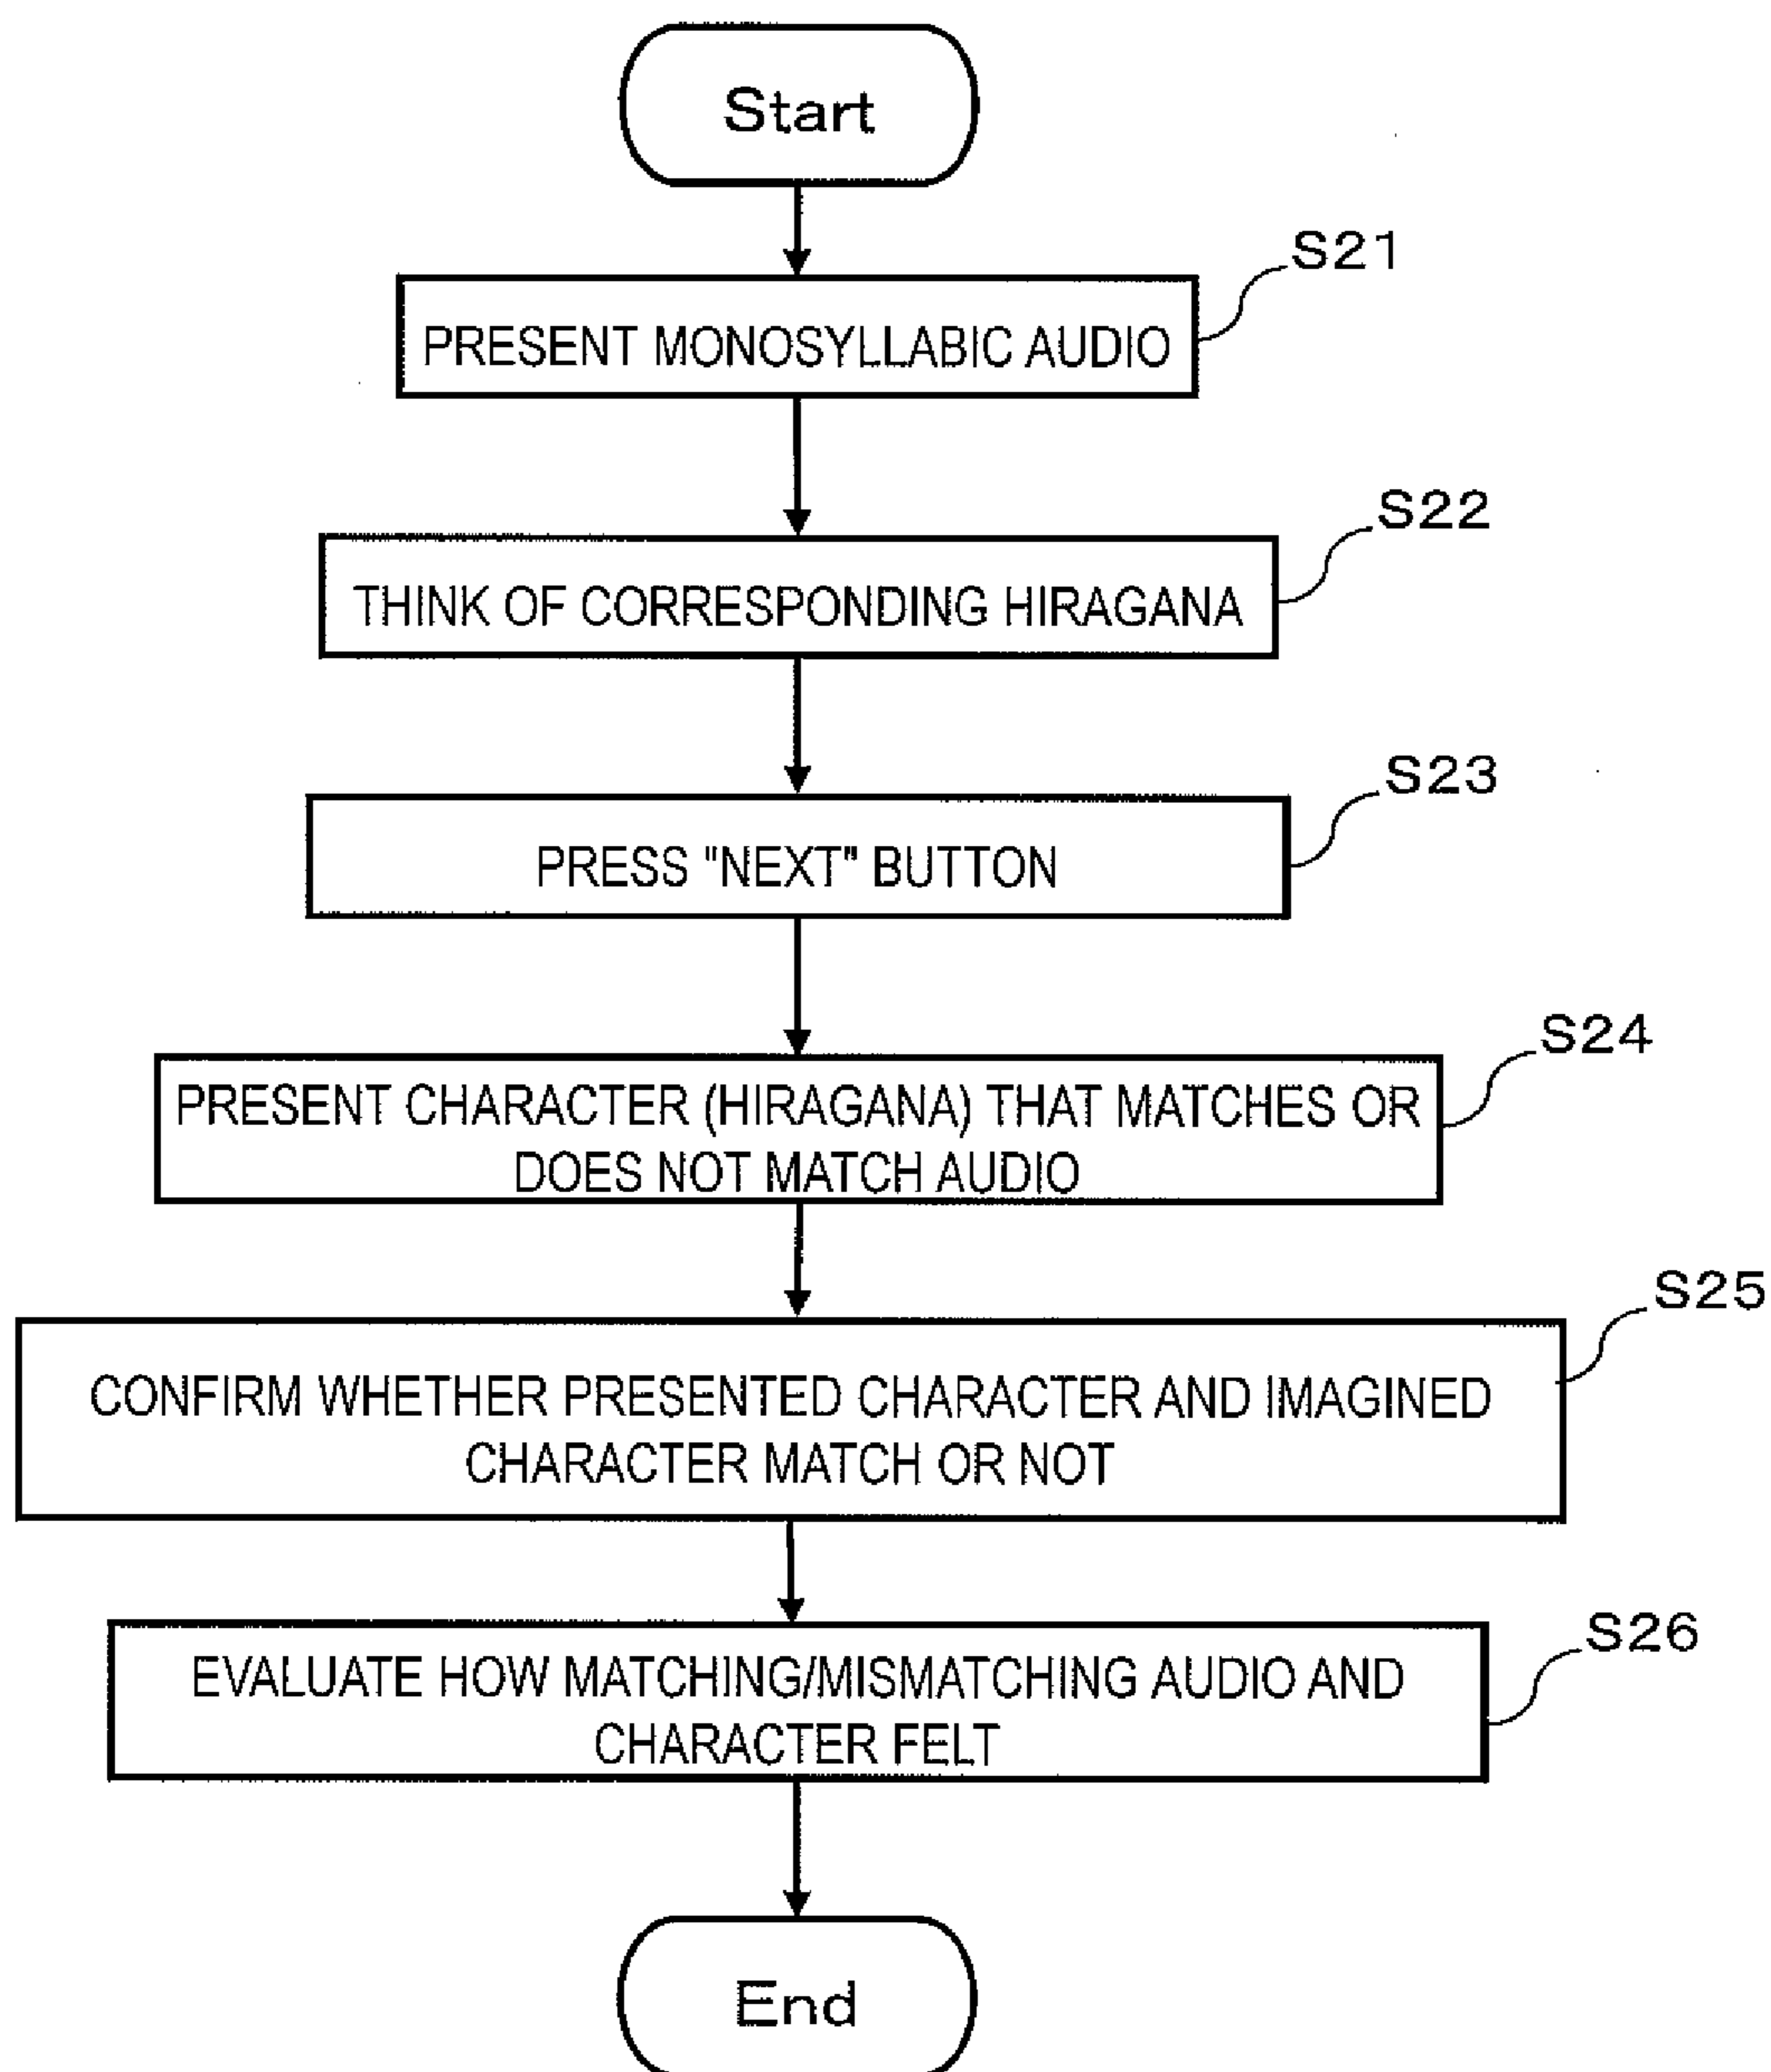 Start
S21
PRESENT MONOSYLLABIC AUDIO
S22
THINK OF CORRESPONDING HIRAGANA
S23
PRESS "NEXT" BUTTON
S24
PRESENT CHARACTER (HIRAGANA) THAT MATCHES OR
DOES NOT MATCH AUDIO
S25
CONFIRM WHETHER PRESENTED CHARACTER AND IMAGINED
CHARACTER MATCH OR NOT
S26
EVALUATE HOW MATCHING/MISMATCHING AUDIO AND
CHARACTER FELT
End